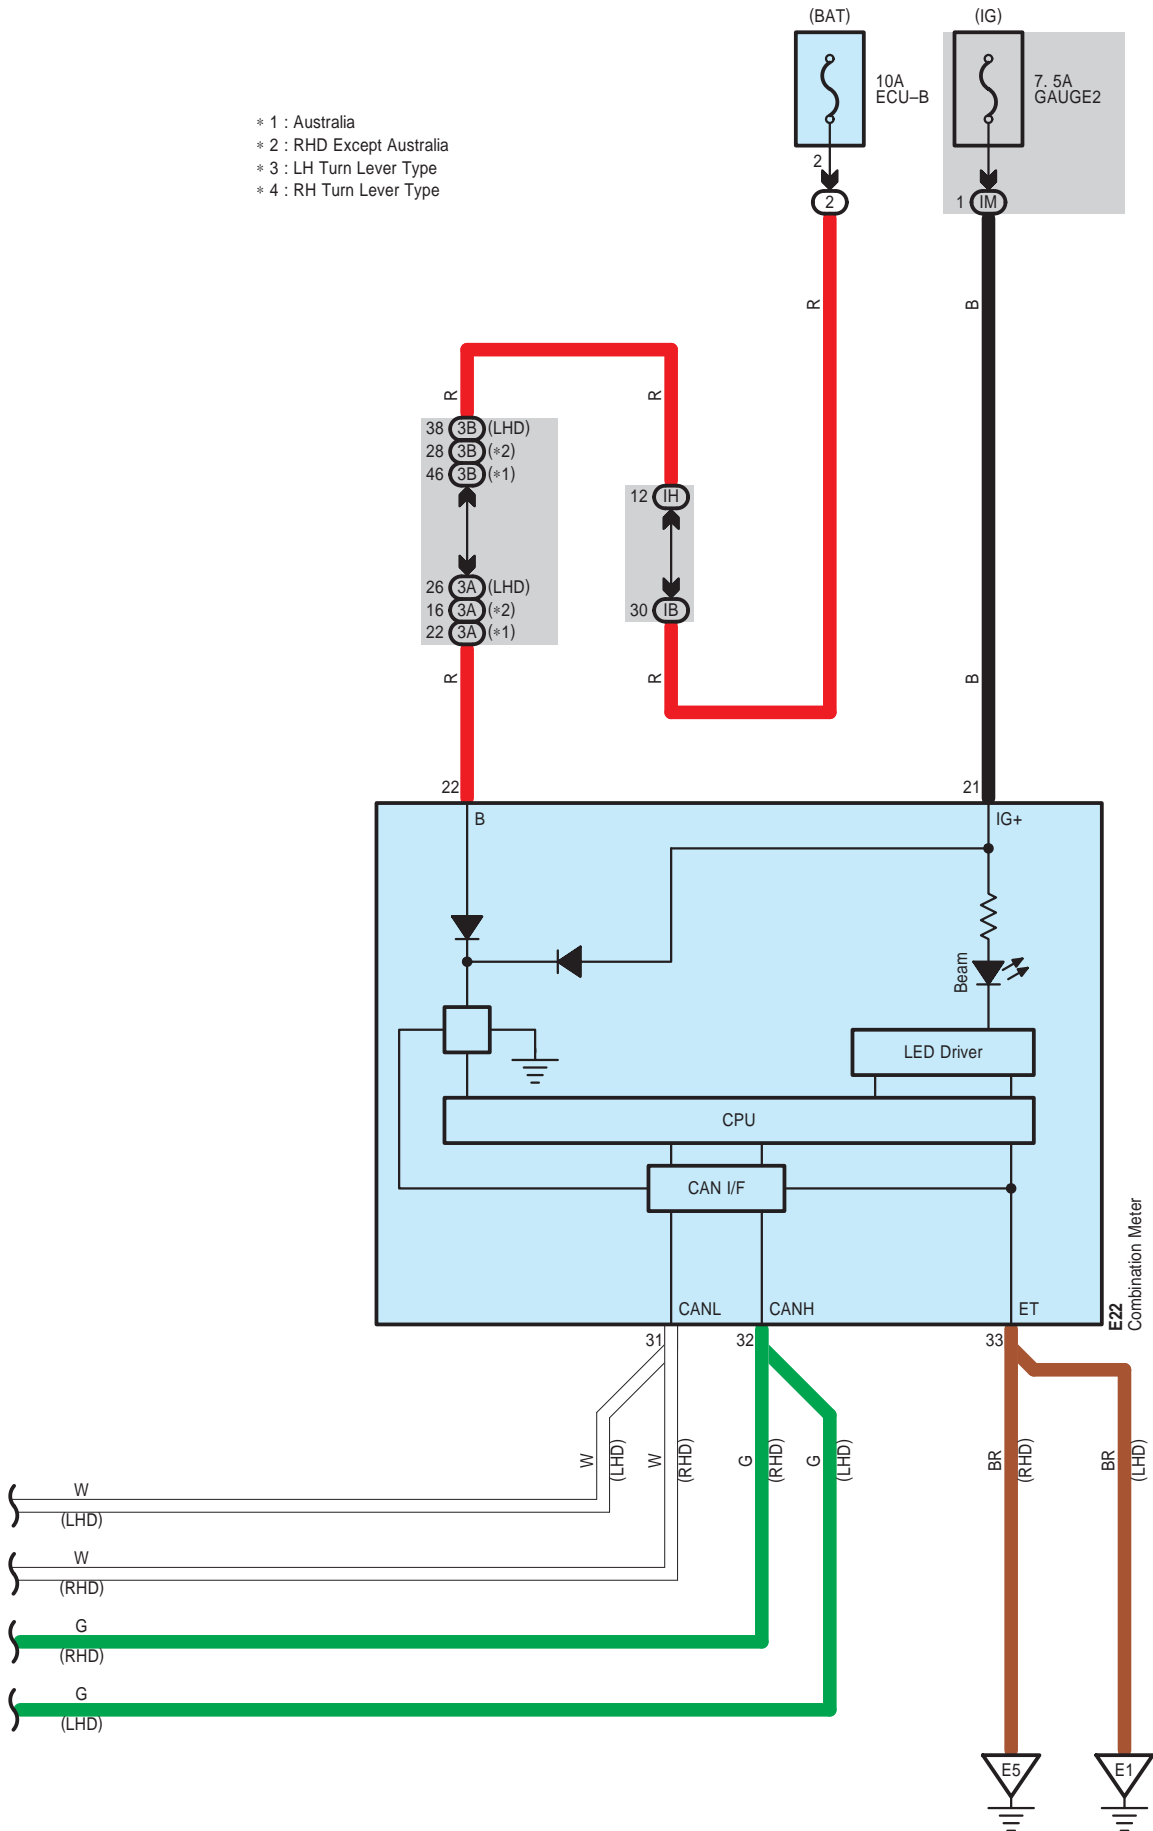 (BAT)
(IG)
10A
ECU–B
7. 5A
GAUGE2
∗ 1 : Australia
∗ 2 : RHD Except Australia
∗ 3 : LH Turn Lever Type
∗ 4 : RH Turn Lever Type
2
2
1 IM
R
B
R
R
38 3B (LHD)
28 3B (∗2)
46 3B (∗1)
12 IH
26 3A (LHD)
16 3A (∗2)
22 3A (∗1)
30 IB
R
R
B
22
21
B
IG+
Beam
LED Driver
CPU
CAN I/F
CANL
CANH
ET
E22
Combination Meter
31
32
33
W
(LHD)
W
(RHD)
G
(RHD)
G
(LHD)
BR
(RHD)
BR
(LHD)
W
(LHD)
W
(RHD)
G
(RHD)
G
(LHD)
E5
E1